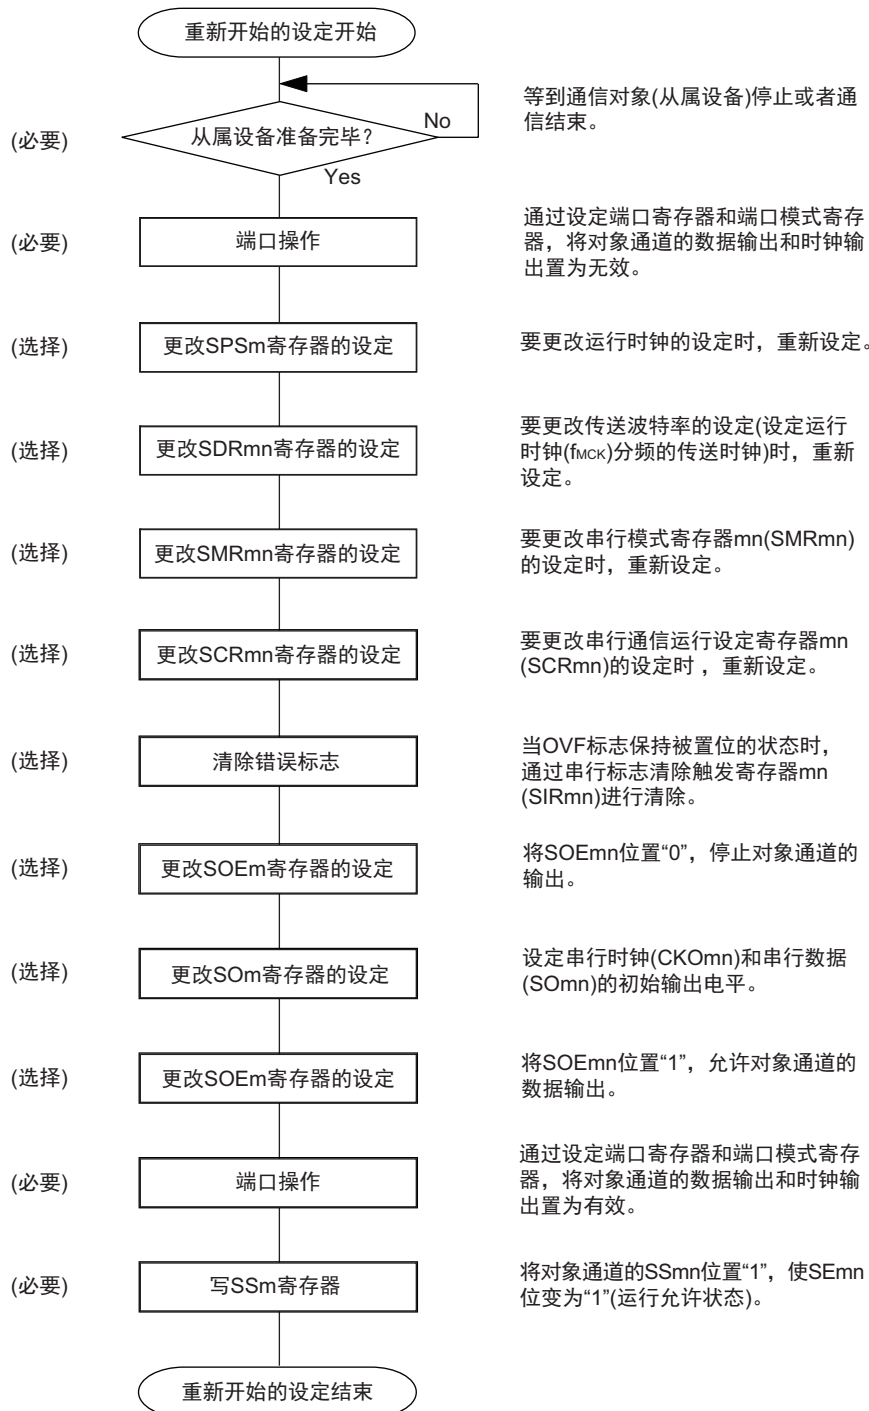 重新开始的设定开始
等到通信对象(从属设备)停止或者通
信结束。
(必要)
从属设备准备完毕?
No
Yes
(必要)
端口操作
通过设定端口寄存器和端口模式寄存
器，将对象通道的数据输出和时钟输
出置为无效。
(选择)
更改SPSm寄存器的设定
要更改运行时钟的设定时，重新设定。
(选择)
更改SDRmn寄存器的设定
要更改传送波特率的设定(设定运行
时钟(fMCK)分频的传送时钟)时，重新
设定。
(选择)
更改SMRmn寄存器的设定
要更改串行模式寄存器mn(SMRmn)
的设定时，重新设定。
(选择)
更改SCRmn寄存器的设定
要更改串行通信运行设定寄存器mn
(SCRmn)的设定时，重新设定。
(选择)
清除错误标志
当OVF标志保持被置位的状态时，
通过串行标志清除触发寄存器mn
(SIRmn)进行清除。
(选择)
更改SOEm寄存器的设定
将SOEmn位置“0”，停止对象通道的
输出。
(选择)
更改SOm寄存器的设定
设定串行时钟(CKOmn)和串行数据
(SOmn)的初始输出电平。
(选择)
更改SOEm寄存器的设定
将SOEmn位置“1”，允许对象通道的
数据输出。
(必要)
端口操作
通过设定端口寄存器和端口模式寄存
器，将对象通道的数据输出和时钟输
出置为有效。
(必要)
写SSm寄存器
将对象通道的SSmn位置“1”，使SEmn
位变为“1”(运行允许状态)。
重新开始的设定结束